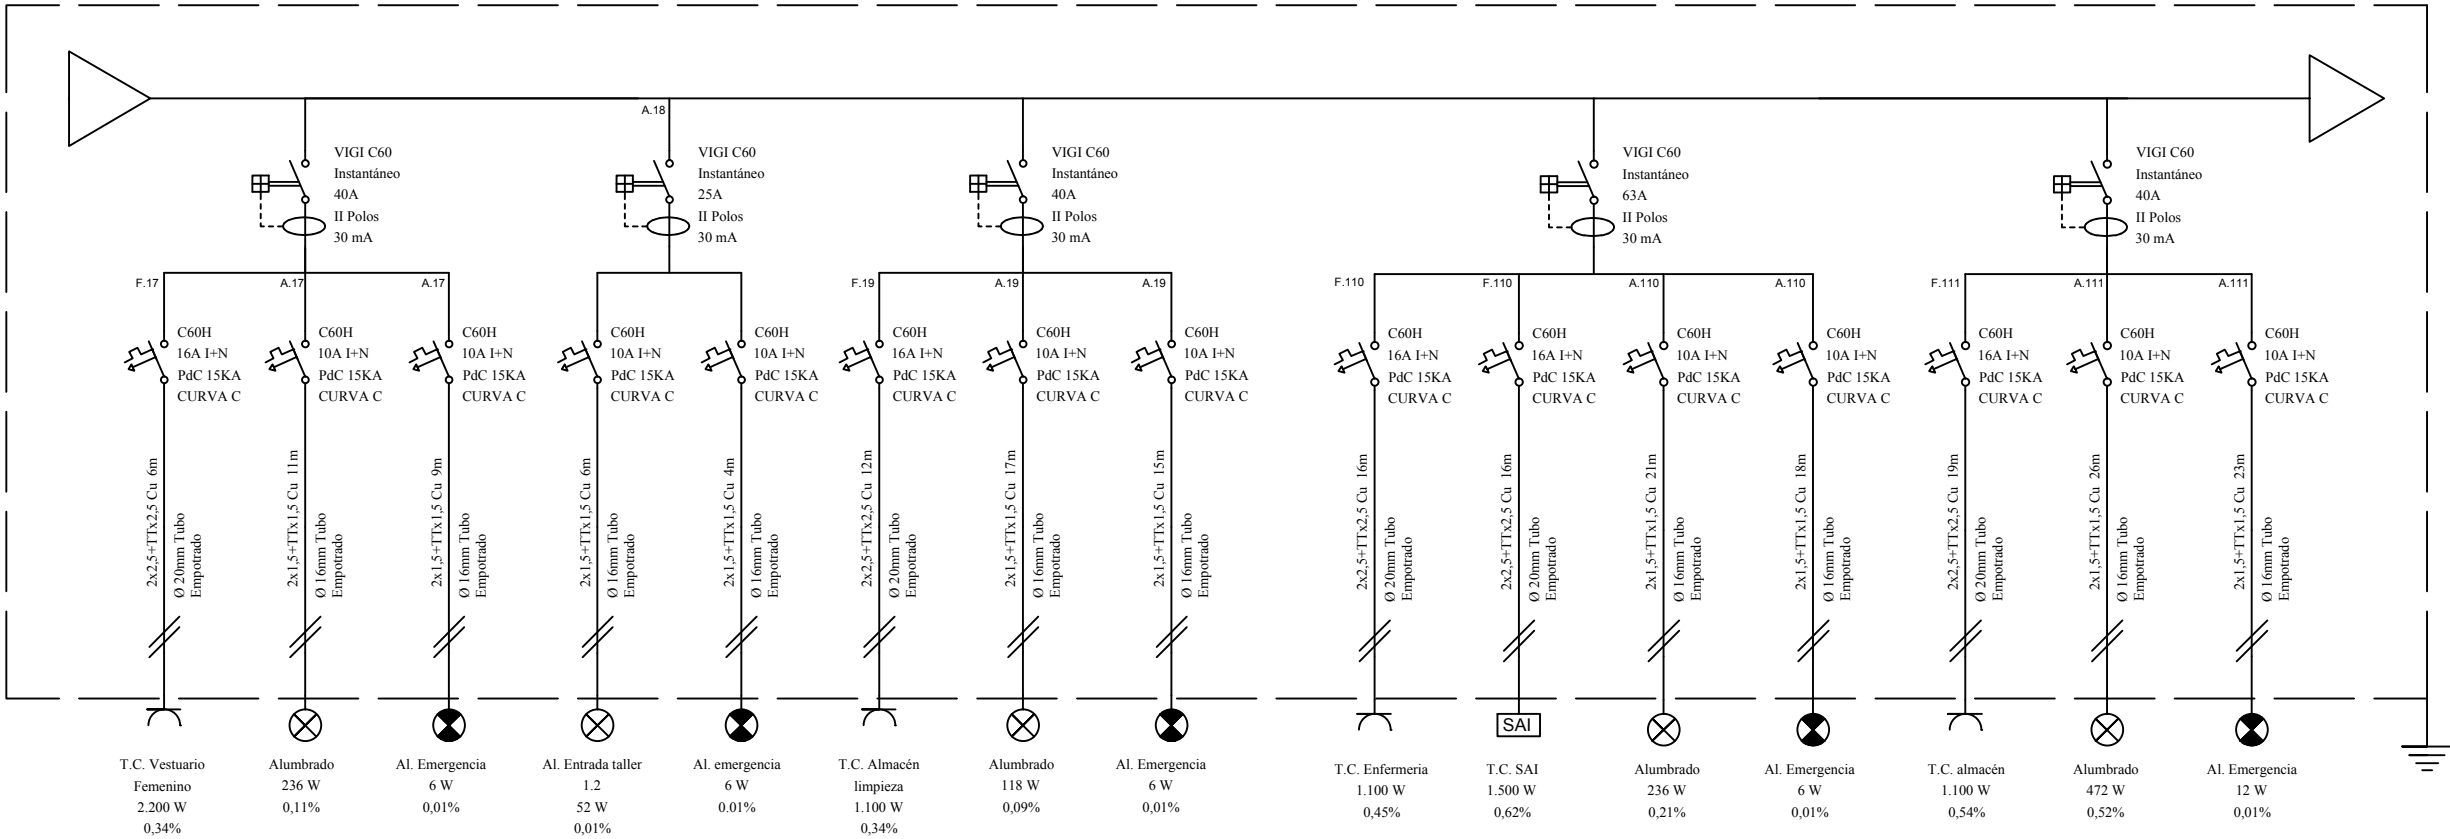 A.18
VIGI C60
Instantáneo
40A
II Polos
30 mA
VIGI C60
Instantáneo
25A
II Polos
30 mA
VIGI C60
Instantáneo
40A
II Polos
30 mA
VIGI C60
Instantáneo
63A
II Polos
30 mA
VIGI C60
Instantáneo
40A
II Polos
30 mA
F.17
A.17
A.17
F.19
A.19
A.19
F.110
F.110
A.110
A.110
F.111
A.111
A.111
C60H
16A I+N
PdC 15KA
CURVA C
C60H
10A I+N
PdC 15KA
CURVA C
C60H
10A I+N
PdC 15KA
CURVA C
C60H
10A I+N
PdC 15KA
CURVA C
C60H
10A I+N
PdC 15KA
CURVA C
C60H
16A I+N
PdC 15KA
CURVA C
C60H
10A I+N
PdC 15KA
CURVA C
C60H
10A I+N
PdC 15KA
CURVA C
C60H
16A I+N
PdC 15KA
CURVA C
C60H
16A I+N
PdC 15KA
CURVA C
C60H
10A I+N
PdC 15KA
CURVA C
C60H
10A I+N
PdC 15KA
CURVA C
C60H
16A I+N
PdC 15KA
CURVA C
C60H
10A I+N
PdC 15KA
CURVA C
C60H
10A I+N
PdC 15KA
CURVA C
2x2,5+TTx2,5 Cu 6m
Ø 20mm Tubo
Empotrado
2x1,5+TTx1,5 Cu 11m
Ø 16mm Tubo
Empotrado
2x1,5+TTx1,5 Cu 9m
Ø 16mm Tubo
Empotrado
2x1,5+TTx1,5 Cu 6m
Ø 16mm Tubo
Empotrado
2x1,5+TTx1,5 Cu 4m
Ø 16mm Tubo
Empotrado
2x2,5+TTx2,5 Cu 12m
Ø 20mm Tubo
Empotrado
2x1,5+TTx1,5 Cu 17m
Ø 16mm Tubo
Empotrado
2x1,5+TTx1,5 Cu 15m
Ø 16mm Tubo
Empotrado
2x2,5+TTx2,5 Cu 16m
Ø 20mm Tubo
Empotrado
2x2,5+TTx2,5 Cu 16m
Ø 20mm Tubo
Empotrado
2x1,5+TTx1,5 Cu 21m
Ø 16mm Tubo
Empotrado
2x1,5+TTx1,5 Cu 18m
Ø 16mm Tubo
Empotrado
2x2,5+TTx2,5 Cu 19m
Ø 20mm Tubo
Empotrado
2x1,5+TTx1,5 Cu 26m
Ø 16mm Tubo
Empotrado
2x1,5+TTx1,5 Cu 23m
Ø 16mm Tubo
Empotrado
SAI
T.C. Vestuario
Femenino
2.200 W
0,34%
Alumbrado
236 W
0,11%
Al. Emergencia
6 W
0,01%
Al. Entrada taller
1.2
52 W
0,01%
Al. emergencia
6 W
0.01%
T.C. Almacén
limpieza
1.100 W
0,34%
Alumbrado
118 W
0,09%
Al. Emergencia
6 W
0,01%
T.C. Enfermeria
1.100 W
0,45%
T.C. SAI
1.500 W
0,62%
Alumbrado
236 W
0,21%
Al. Emergencia
6 W
0,01%
T.C. almacén
1.100 W
0,54%
Alumbrado
472 W
0,52%
Al. Emergencia
12 W
0,01%